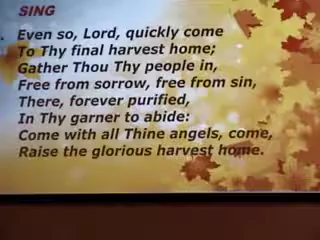 SING
. Even so, Lord, quickly come
To Thy final harvest home;
Gather Thou Thy people in,
Free from sorrow, free from sin,
There, forever purified,
In Thy garner to abide:
Come with all Thine angels, come,
Raise the glorious harvest home.